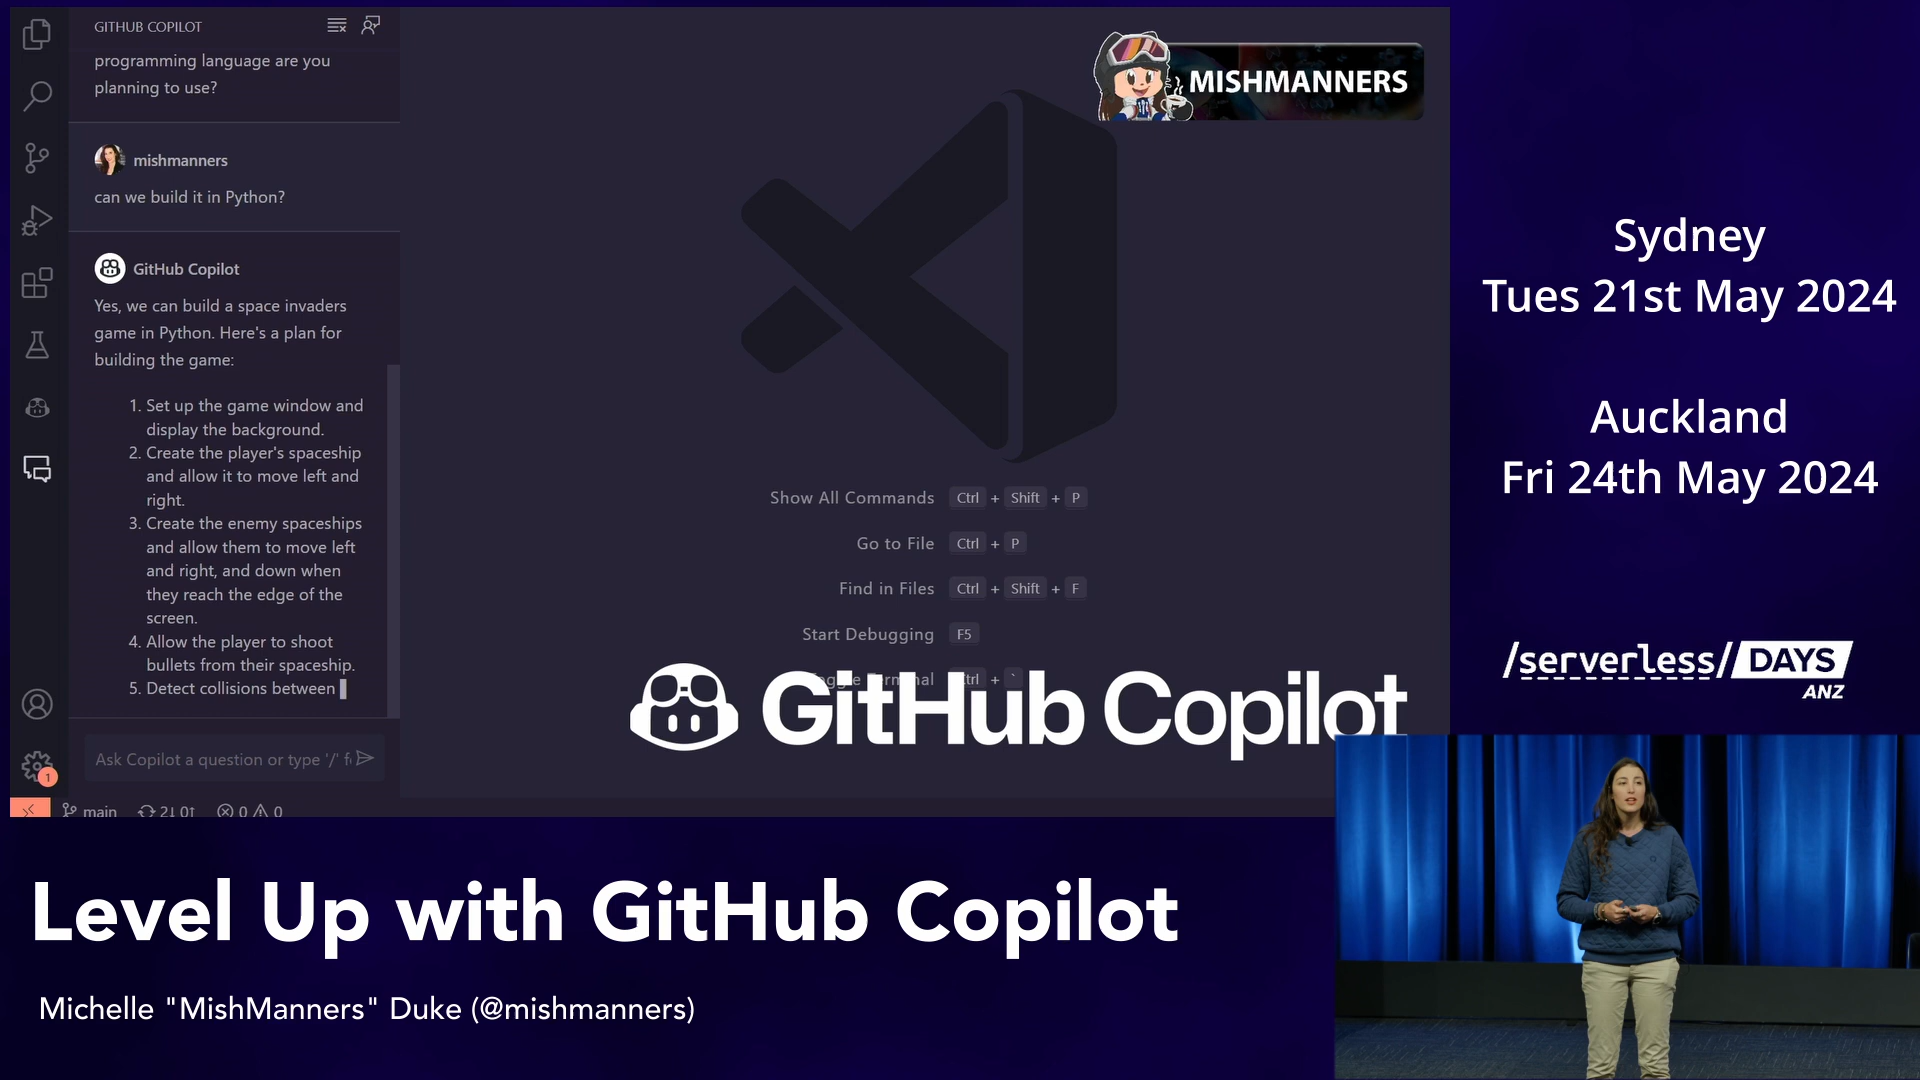 GITHUB COPILOT
programming language are you
planning to use?
mishmanners
can we build it in Python?
GitHub Copilot
Yes, we can build a space invaders
game in Python. Here's a plan for
building the game:
1. Set up the game window and
display the background.
2. Create the player's spaceship
and allow it to move left and
right.
3. Create the enemy spaceships
and allow them to move left
and right, and down when
they reach the edge of the
screen.
4. Allow the player to shoot
bullets from their spaceship.
5. Detect collisions between
Ask Copilot a question or type '/' f
1
main 2↓ 0↑ 0 0
MISHMANNERS
Show All Commands Ctrl + Shift + P
Go to File Ctrl + P
Find in Files Ctrl + Shift + F
Start Debugging F5
Toggle Terminal Ctrl + `
GitHub Copilot
Sydney
Tues 21st May 2024
Auckland
Fri 24th May 2024
/serverless/DAYS
ANZ
Level Up with GitHub Copilot
Michelle "MishManners" Duke (@mishmanners)